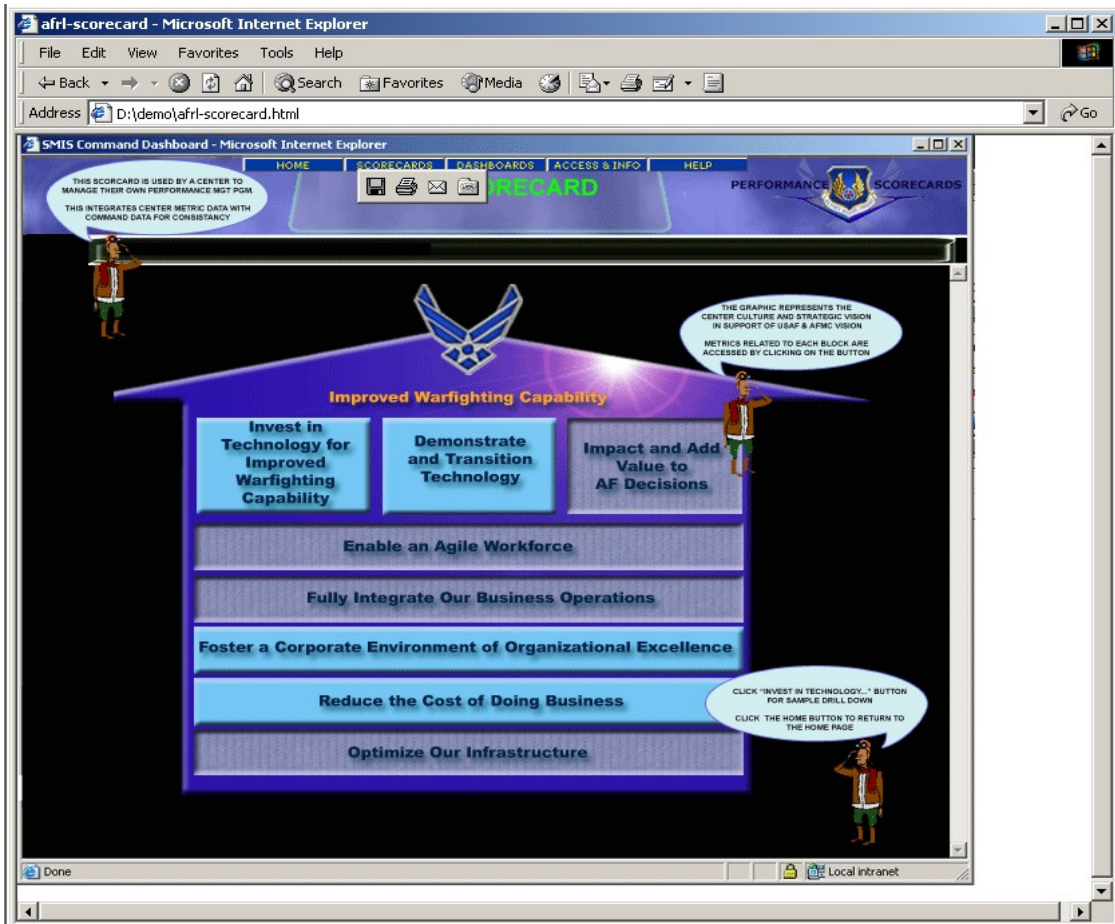 afrl-scorecard - Microsoft Internet Explorer
File Edit View Favorites Tools Help
Back Search Favorites Media
Address D:\demo\afrl-scorecard.html Go
SMIS Command Dashboard - Microsoft Internet Explorer
HOME SCORECARDS DASHBOARDS ACCESS & INFO HELP
THIS SCORCARD IS USED BY A CENTER TO
MANAGE THEIR OWN PERFORMANCE MGT PGM
THIS INTEGRATES CENTER METRIC DATA WITH
COMMAND DATA FOR CONSISTANCY
ORECARD
PERFORMANCE SCORECARDS
THE GRAPHIC REPRESENTS THE
CENTER CULTURE AND STRATEGIC VISION
IN SUPPORT OF USAF & AFMC VISION
METRICS RELATED TO EACH BLOCK ARE
ACCESSED BY CLICKING ON THE BUTTON
Improved Warfighting Capability
Invest in
Technology for
Improved
Warfighting
Capability
Demonstrate
and Transition
Technology
Impact and Add
Value to
AF Decisions
Enable an Agile Workforce
Fully Integrate Our Business Operations
Foster a Corporate Environment of Organizational Excellence
Reduce the Cost of Doing Business
CLICK "INVEST IN TECHNOLOGY..." BUTTON
FOR SAMPLE DRILL DOWN
CLICK THE HOME BUTTON TO RETURN TO
THE HOME PAGE
Optimize Our Infrastructure
Done Local intranet